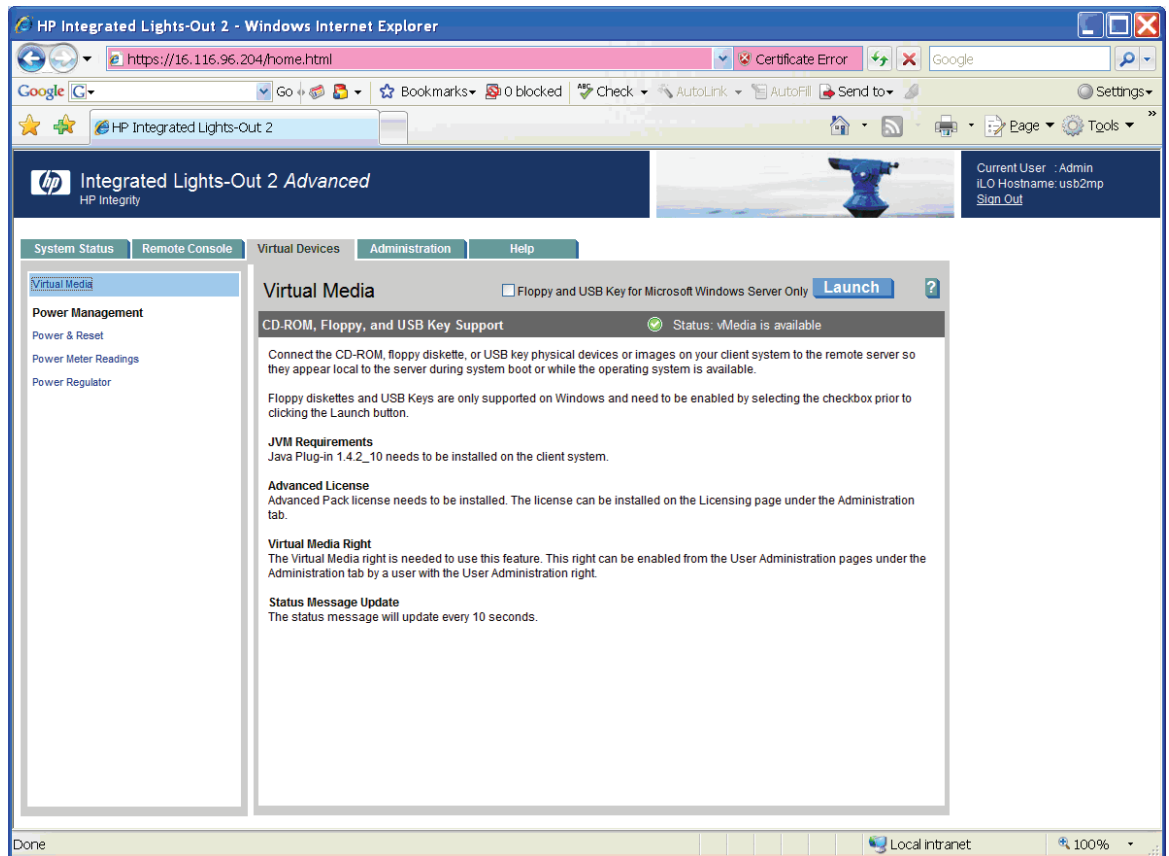 HP Integrated Lights-Out 2 - Windows Internet Explorer
https://16.116.96.204/home.html
Certificate Error
Google
Google
G
Go
Bookmarks
0 blocked
ABC
Check
AutoLink
AutoFill
Send to
Settings
HP Integrated Lights-Out 2
Page
Tools
»
hp
Integrated Lights-Out 2 Advanced
HP Integrity
Current User : Admin
iLO Hostname: usb2mp
Sign Out
System Status
Remote Console
Virtual Devices
Administration
Help
Virtual Media
Power Management
Power & Reset
Power Meter Readings
Power Regulator
Virtual Media
Floppy and USB Key for Microsoft Windows Server Only
Launch
?
CD-ROM, Floppy, and USB Key Support
Status: vMedia is available
Connect the CD-ROM, floppy diskette, or USB key physical devices or images on your client system to the remote server so
they appear local to the server during system boot or while the operating system is available.
Floppy diskettes and USB Keys are only supported on Windows and need to be enabled by selecting the checkbox prior to
clicking the Launch button.
JVM Requirements
Java Plug-in 1.4.2_10 needs to be installed on the client system.
Advanced License
Advanced Pack license needs to be installed. The license can be installed on the Licensing page under the Administration
tab.
Virtual Media Right
The Virtual Media right is needed to use this feature. This right can be enabled from the User Administration pages under the
Administration tab by a user with the User Administration right.
Status Message Update
The status message will update every 10 seconds.
Done
Local intranet
100%